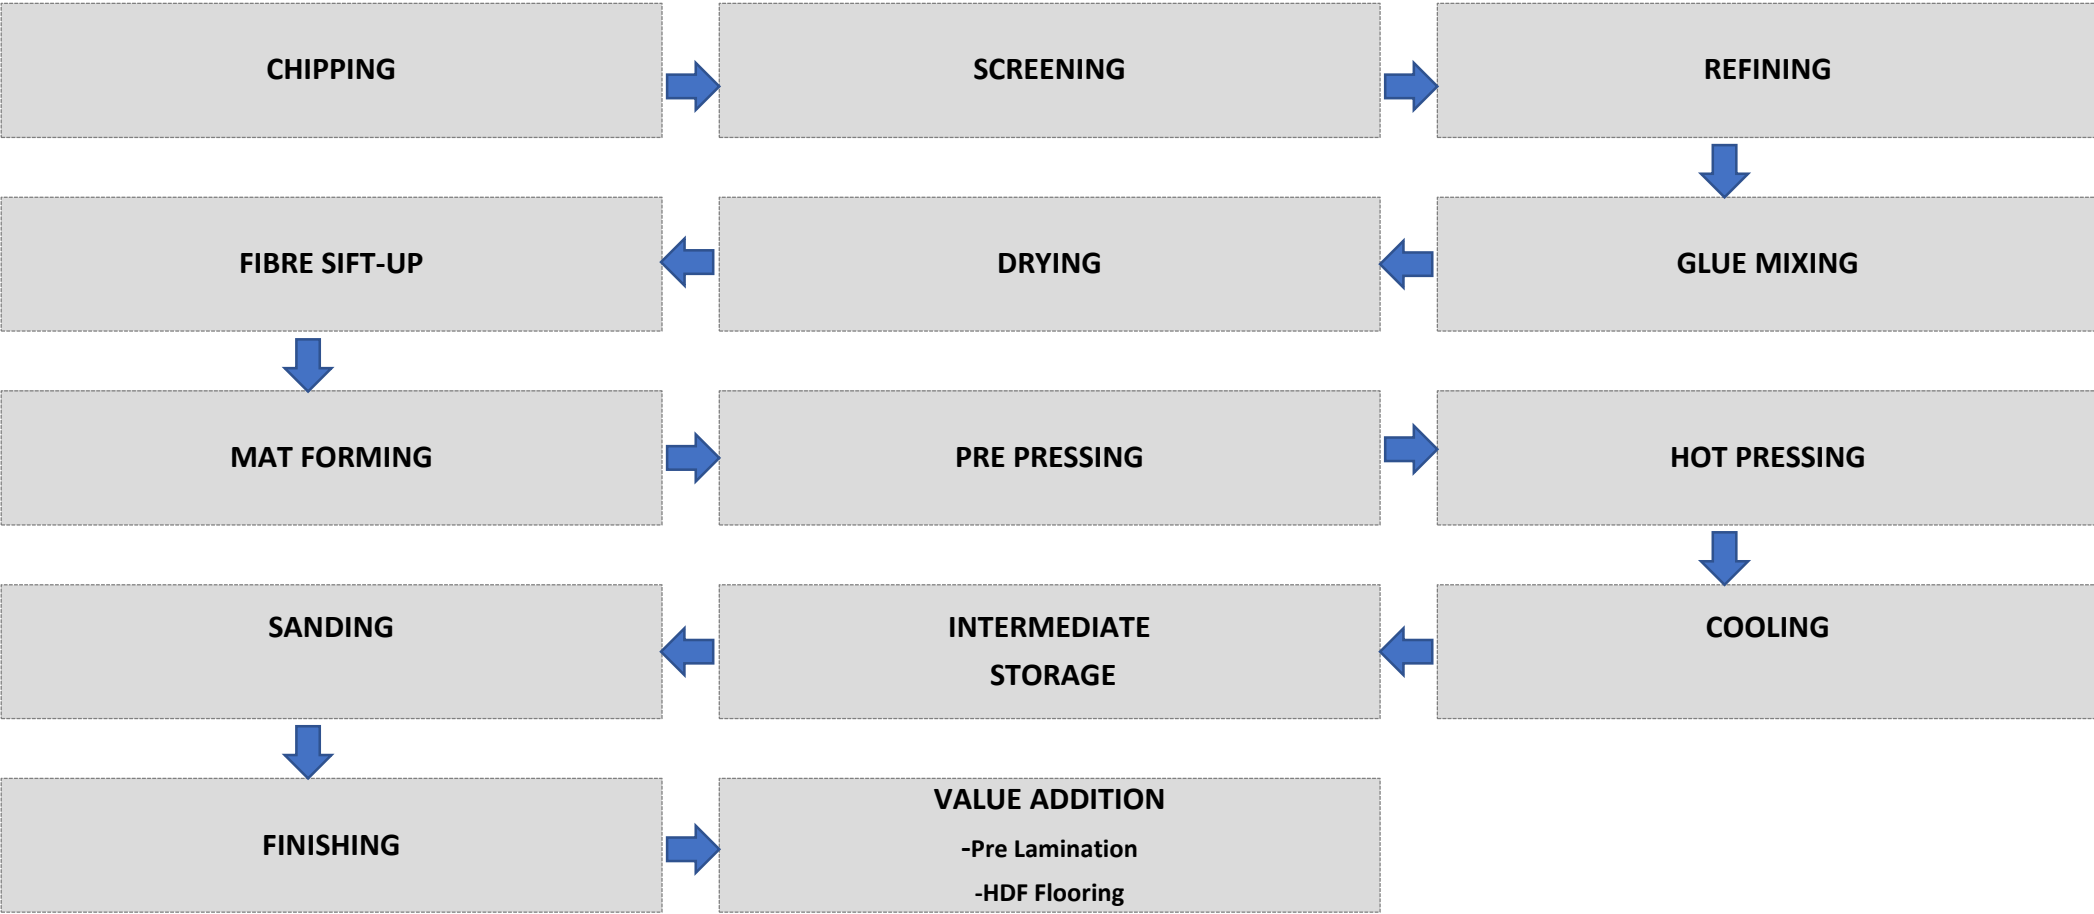 CHIPPING
SCREENING
REFINING
FIBRE SIFT-UP
DRYING
GLUE MIXING
MAT FORMING
PRE PRESSING
HOT PRESSING
SANDING
INTERMEDIATE
STORAGE
COOLING
FINISHING
VALUE ADDITION
-Pre Lamination
-HDF Flooring